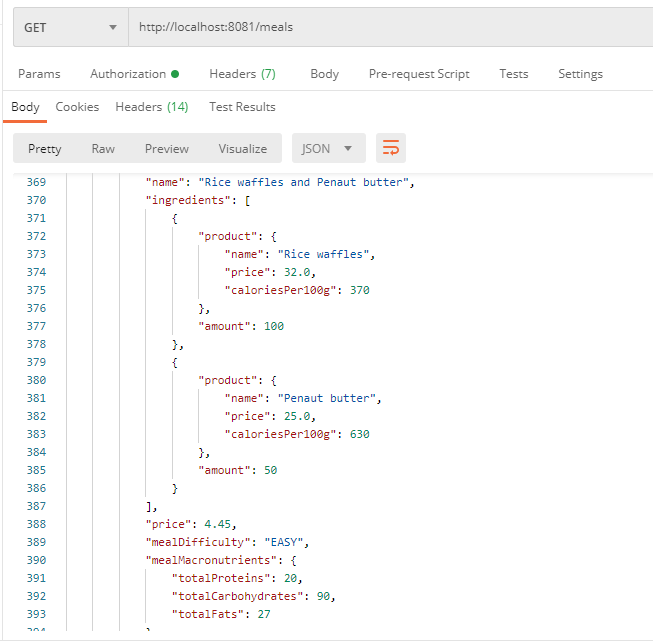 GET http://localhost:8081/meals
Params Authorization Headers (7) Body Pre-request Script Tests Settings
Body Cookies Headers (14) Test Results
Pretty Raw Preview Visualize JSON
369 "name": "Rice waffles and Penaut butter",
370 "ingredients": [
371 {
372 "product": {
373 "name": "Rice waffles",
374 "price": 32.0,
375 "caloriesPer100g": 370
376 },
377 "amount": 100
378 },
379 {
380 "product": {
381 "name": "Penaut butter",
382 "price": 25.0,
383 "caloriesPer100g": 630
384 },
385 "amount": 50
386 }
387 ],
388 "price": 4.45,
389 "mealDifficulty": "EASY",
390 "mealMacronutrients": {
391 "totalProteins": 20,
392 "totalCarbohydrates": 90,
393 "totalFats": 27